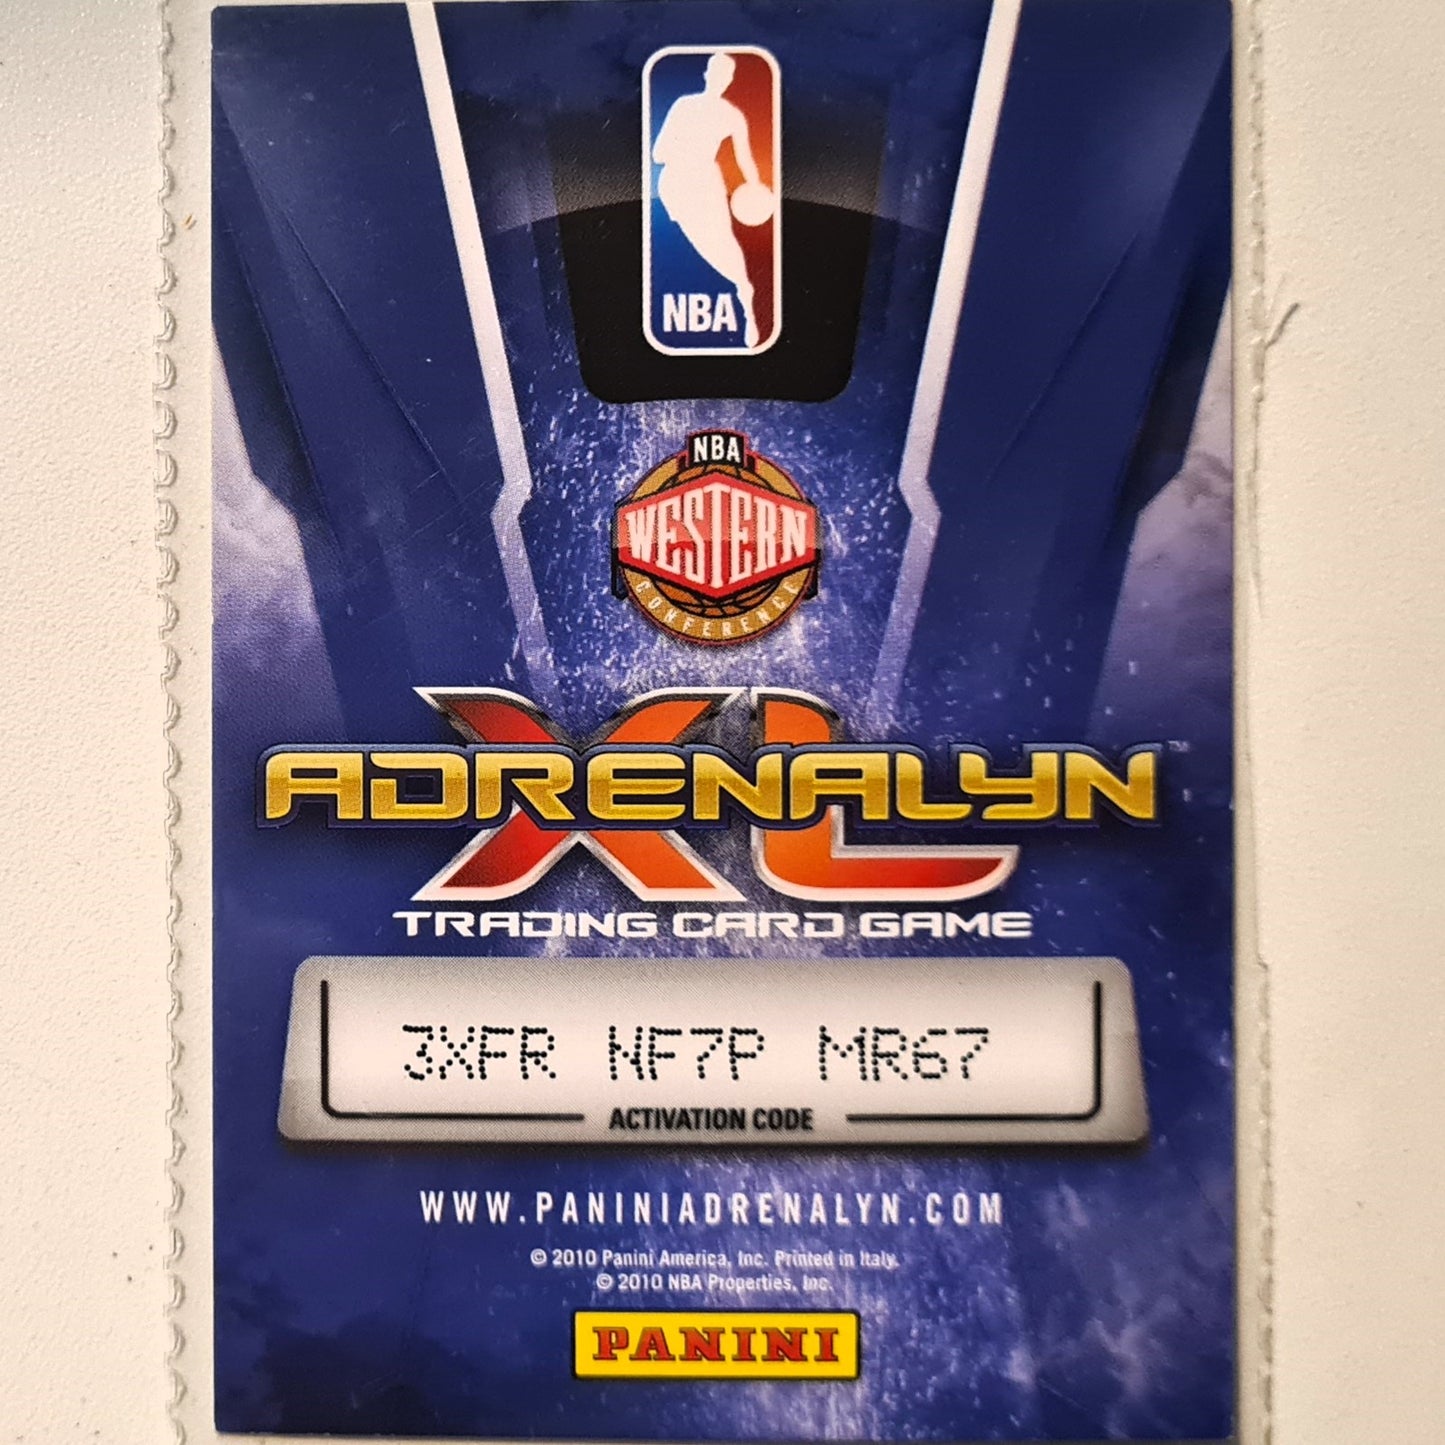 NBA
NBA
WESTERN
CONFERENCE
XL
ADRENALYN™
TRADING CARD GAME
3XFR NF7P MR67
ACTIVATION CODE
WWW.PANINIADRENALYN.COM
© 2010 Panini America, Inc. Printed in Italy.
© 2010 NBA Properties, Inc.
PANINI